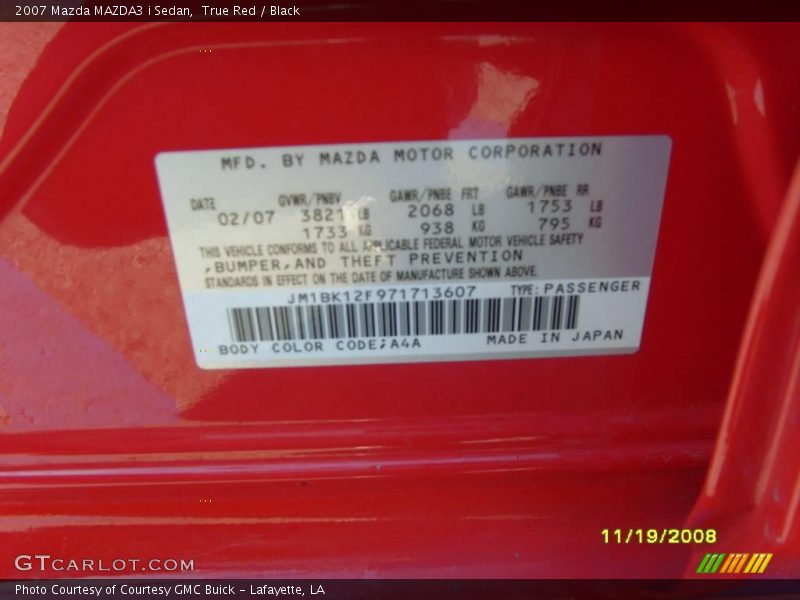 2007 Mazda MAZDA3 i Sedan, True Red / Black
MFD. BY MAZDA MOTOR CORPORATION
DATE GVWR/PNBV GAWR/PNBE FRT GAWR/PNBE RR
02/07 3821 LB 2068 LB 1753 LB
1733 KG 938 KG 795 KG
THIS VEHICLE CONFORMS TO ALL APPLICABLE FEDERAL MOTOR VEHICLE SAFETY
,BUMPER,AND THEFT PREVENTION
STANDARDS IN EFFECT ON THE DATE OF MANUFACTURE SHOWN ABOVE.
JM1BK12F971713607 TYPE: PASSENGER
BODY COLOR CODE;A4A MADE IN JAPAN
11/19/2008
GTCARLOT.COM
Photo Courtesy of Courtesy GMC Buick – Lafayette, LA